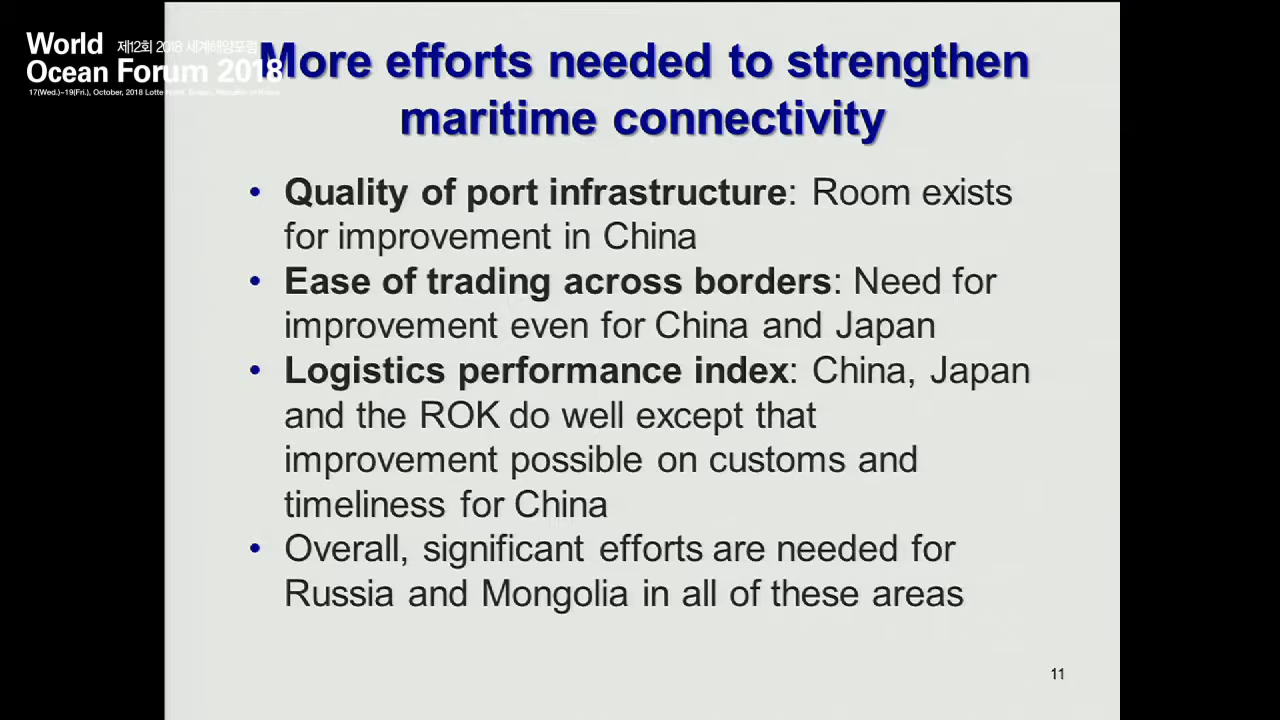 World 제12회 2018 세계해양포럼
Ocean Forum 2018
17(Wed.)~19(Fri.), October, 2018 Lotte Hotel, Busan, Republic of Korea
More efforts needed to strengthen
maritime connectivity
• Quality of port infrastructure: Room exists
for improvement in China
• Ease of trading across borders: Need for
improvement even for China and Japan
• Logistics performance index: China, Japan
and the ROK do well except that
improvement possible on customs and
timeliness for China
• Overall, significant efforts are needed for
Russia and Mongolia in all of these areas
11